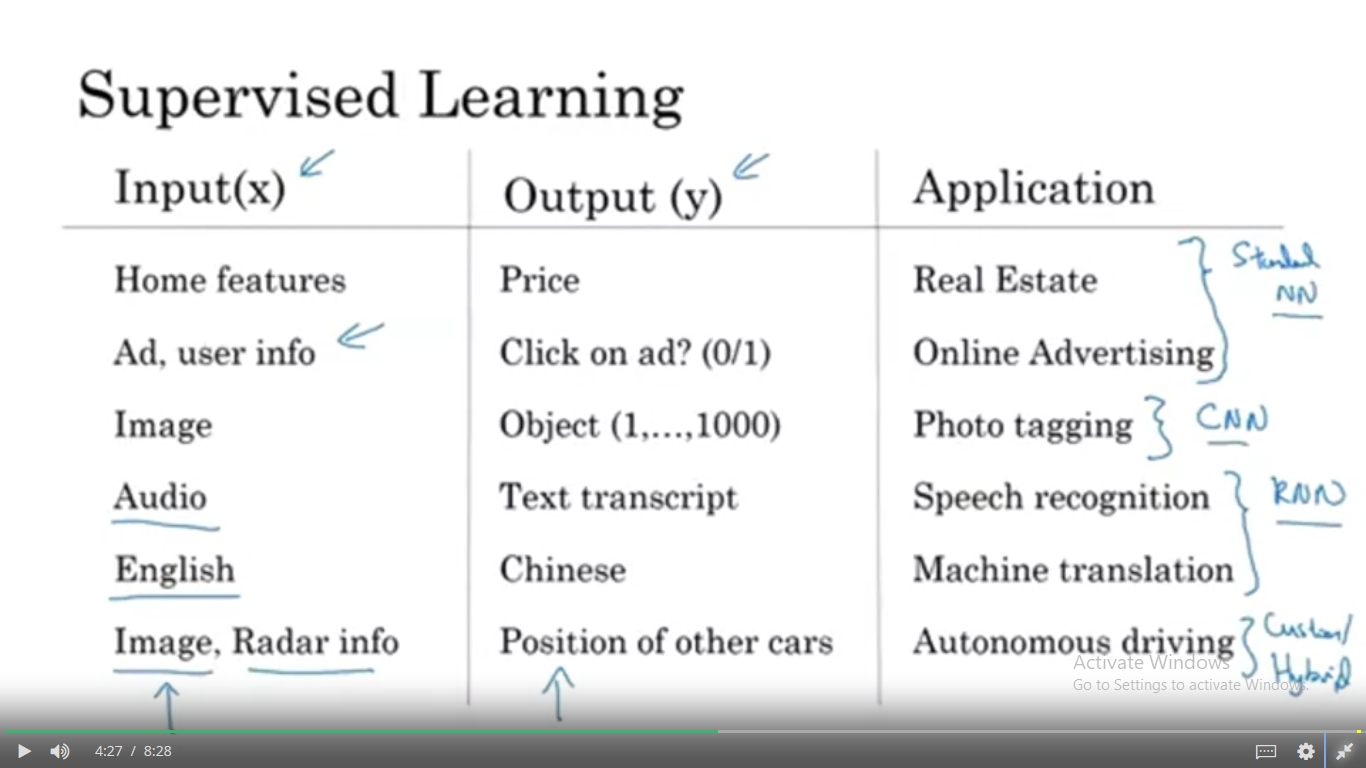 Supervised Learning
Input(x) Output (y) Application
Home features Price Real Estate Standard
NN
Ad, user info Click on ad? (0/1) Online Advertising
Image Object (1,...,1000) Photo tagging CNN
Audio Text transcript Speech recognition RNN
English Chinese Machine translation
Image, Radar info Position of other cars Autonomous driving Custom/
Hybrid
Activate Windows
Go to Settings to activate Windows.
4:27 / 8:28